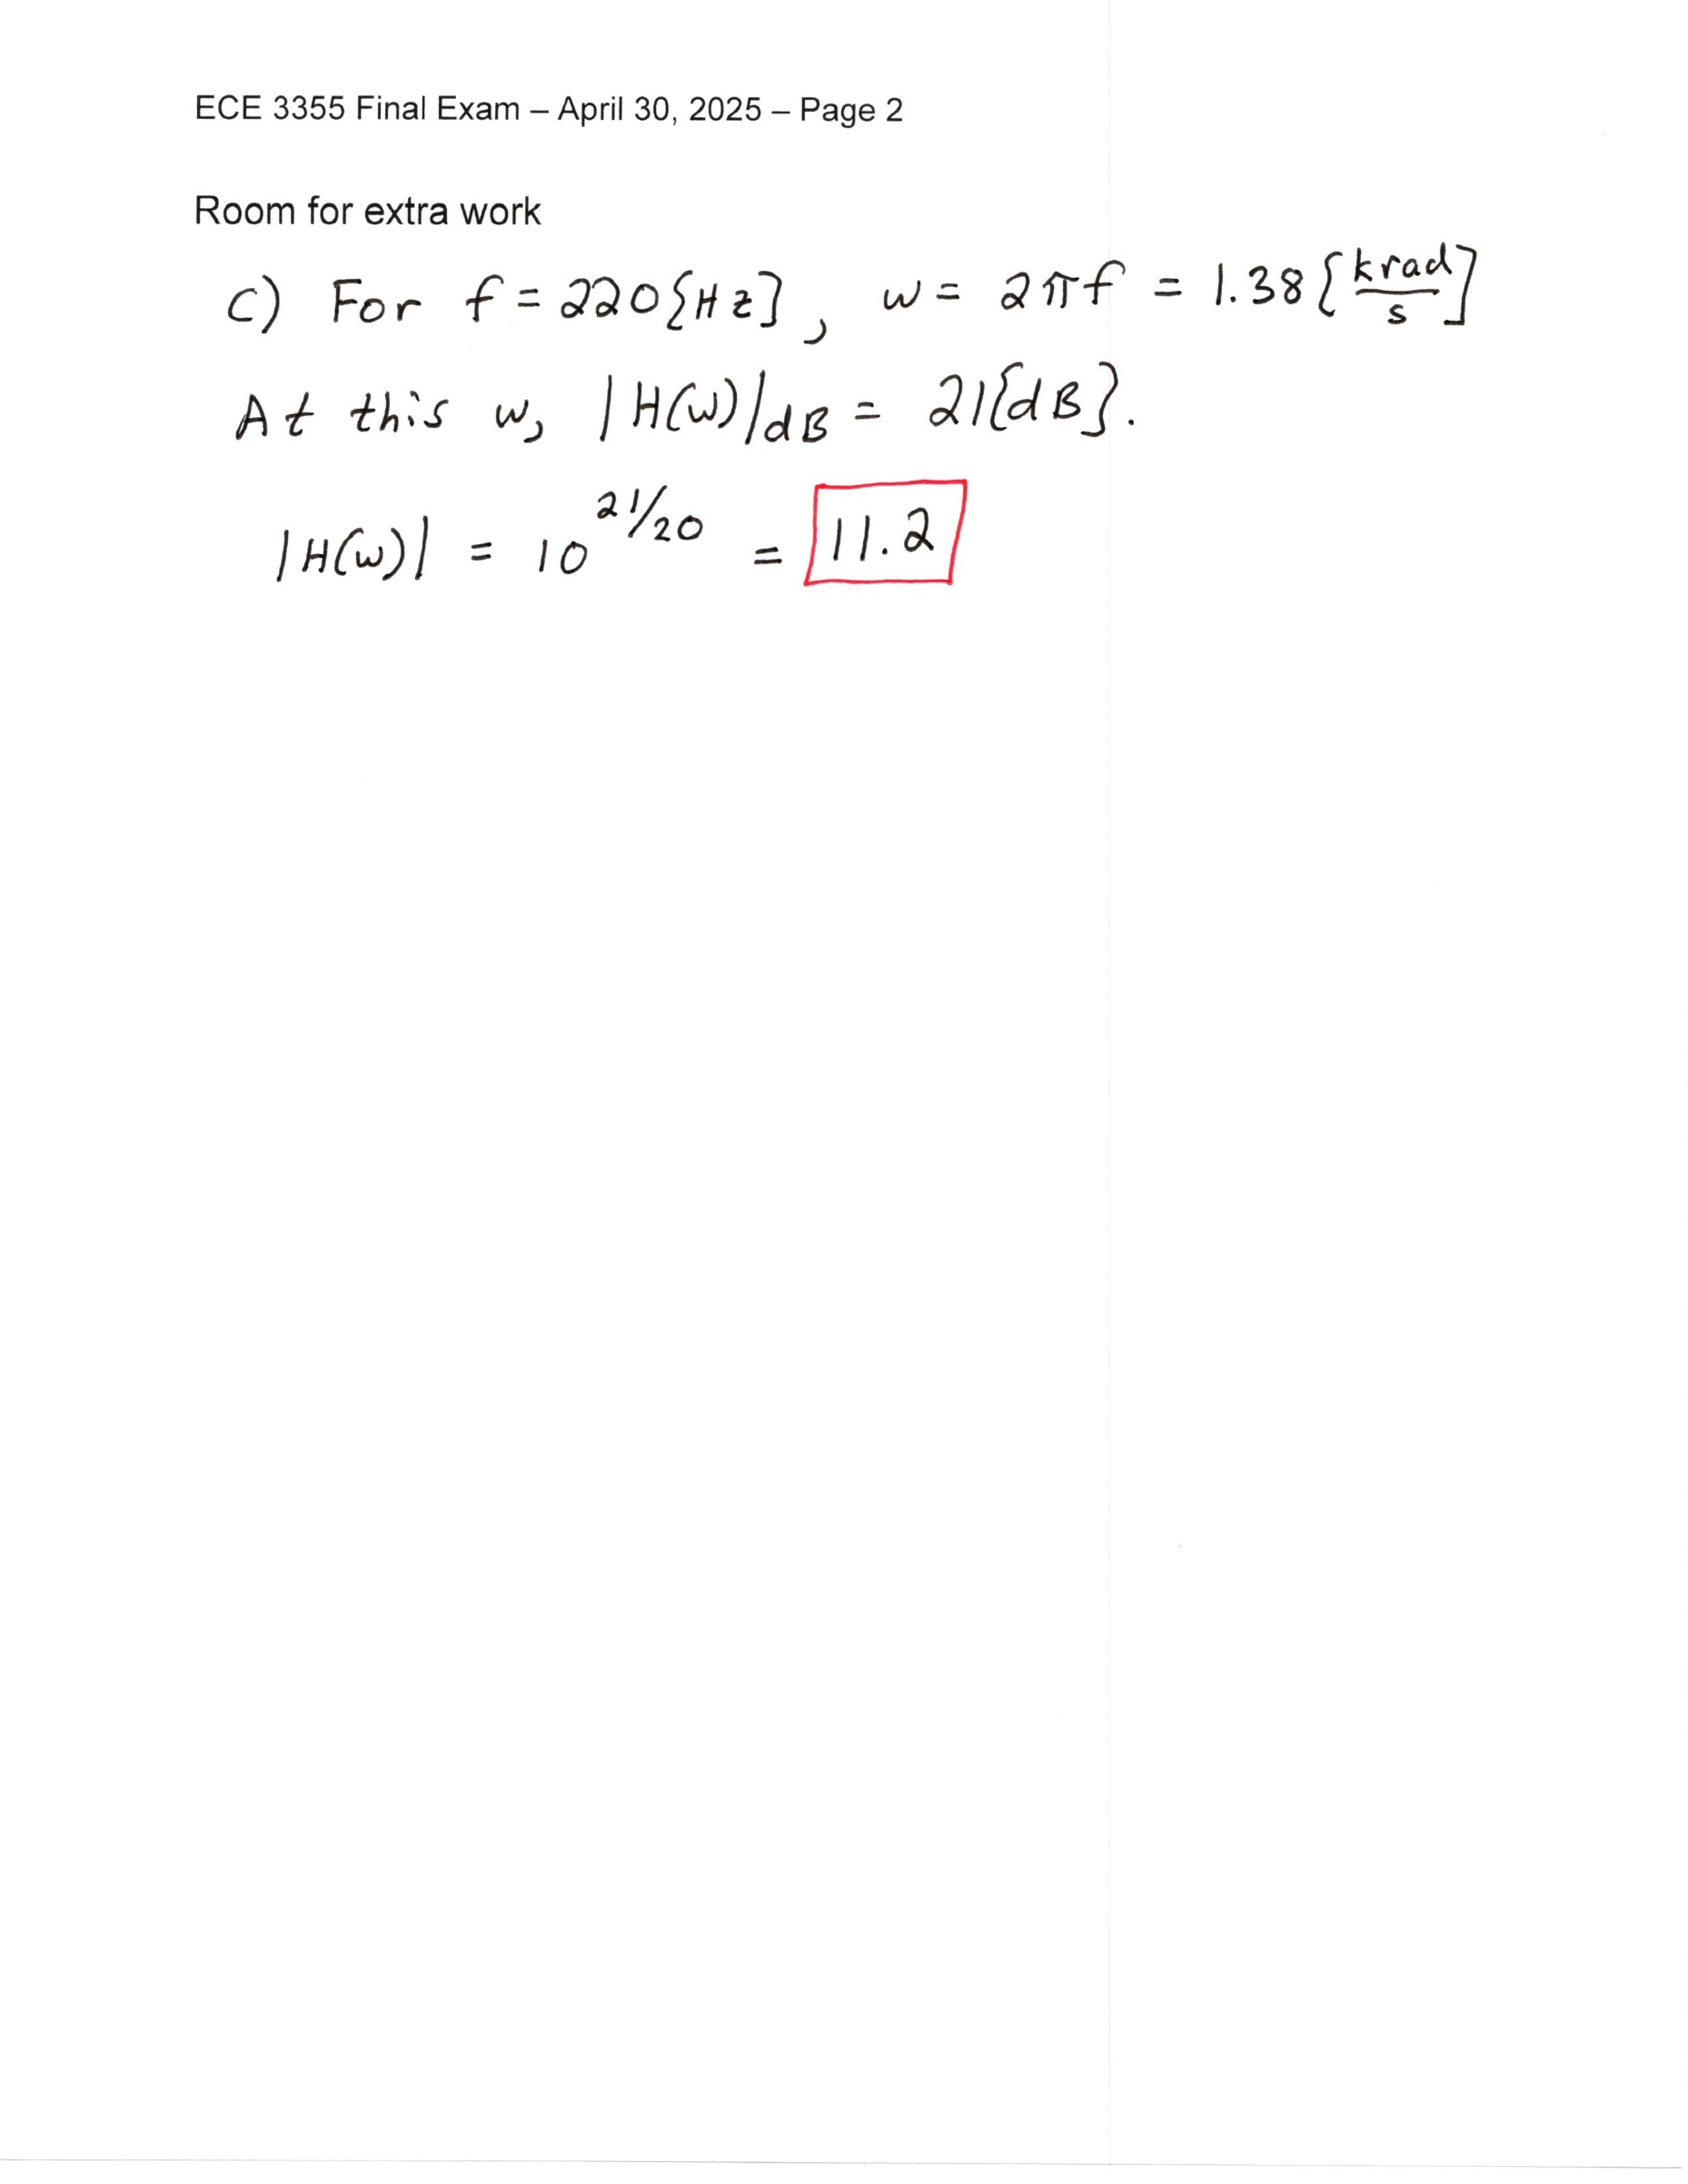 ECE 3355 Final Exam – April 30, 2025 – Page 2
Room for extra work
c) For f = 220[Hz], ω = 2πf = 1.38[krad/s]
At this ω, |H(ω)|dB = 21[dB].
|H(ω)| = 10^21/20 = 11.2